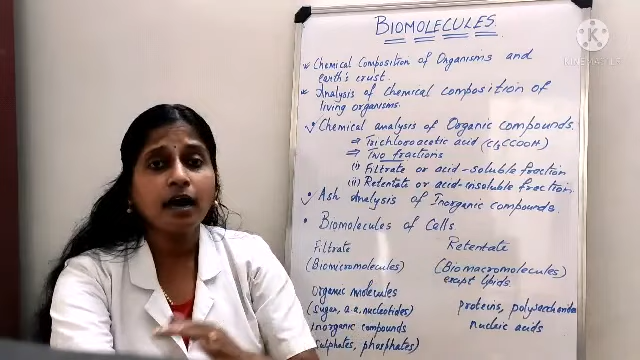 BIOMOLECULES
* Chemical Composition of Organisms and
earth's crust.
* Analysis of Chemical composition of
living organisms.
✓ Chemical analysis of Organic compounds.
⇒ Trichloroacetic acid (Cl₃CCOOH)
⇒ Two fractions
(i) Filtrate or acid-soluble fraction
(ii) Retentate or acid-insoluble fraction.
✓ Ash Analysis of Inorganic compounds.
• Biomolecules of Cells
Filtrate Retentate
(Biomicromolecules) (Biomacromolecules)
except lipids
Organic molecules
(sugar, a.a, nucleotides) proteins, polysaccharides
Inorganic compounds nucleic acids
(sulphates, phosphates)
KINEMASTER